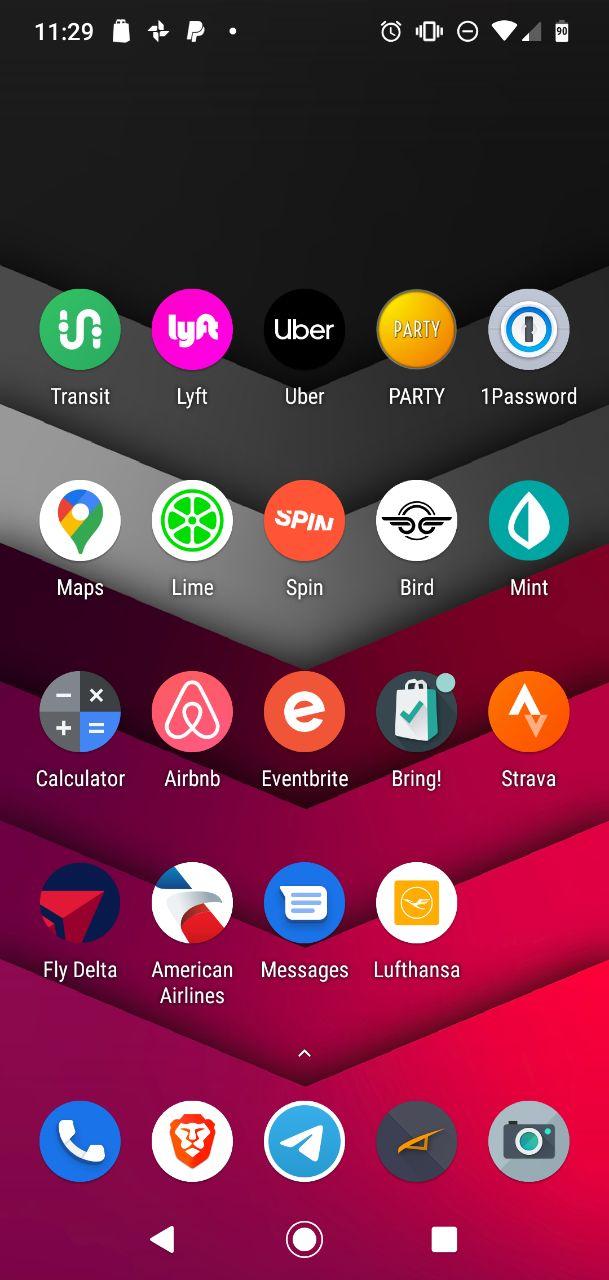 11:29
90
lyft
Uber
PARTY
Transit
Lyft
Uber
PARTY
1Password
SPIN
Maps
Lime
Spin
Bird
Mint
− ×
+ =
e
Calculator
Airbnb
Eventbrite
Bring!
Strava
Fly Delta
American
Airlines
Messages
Lufthansa